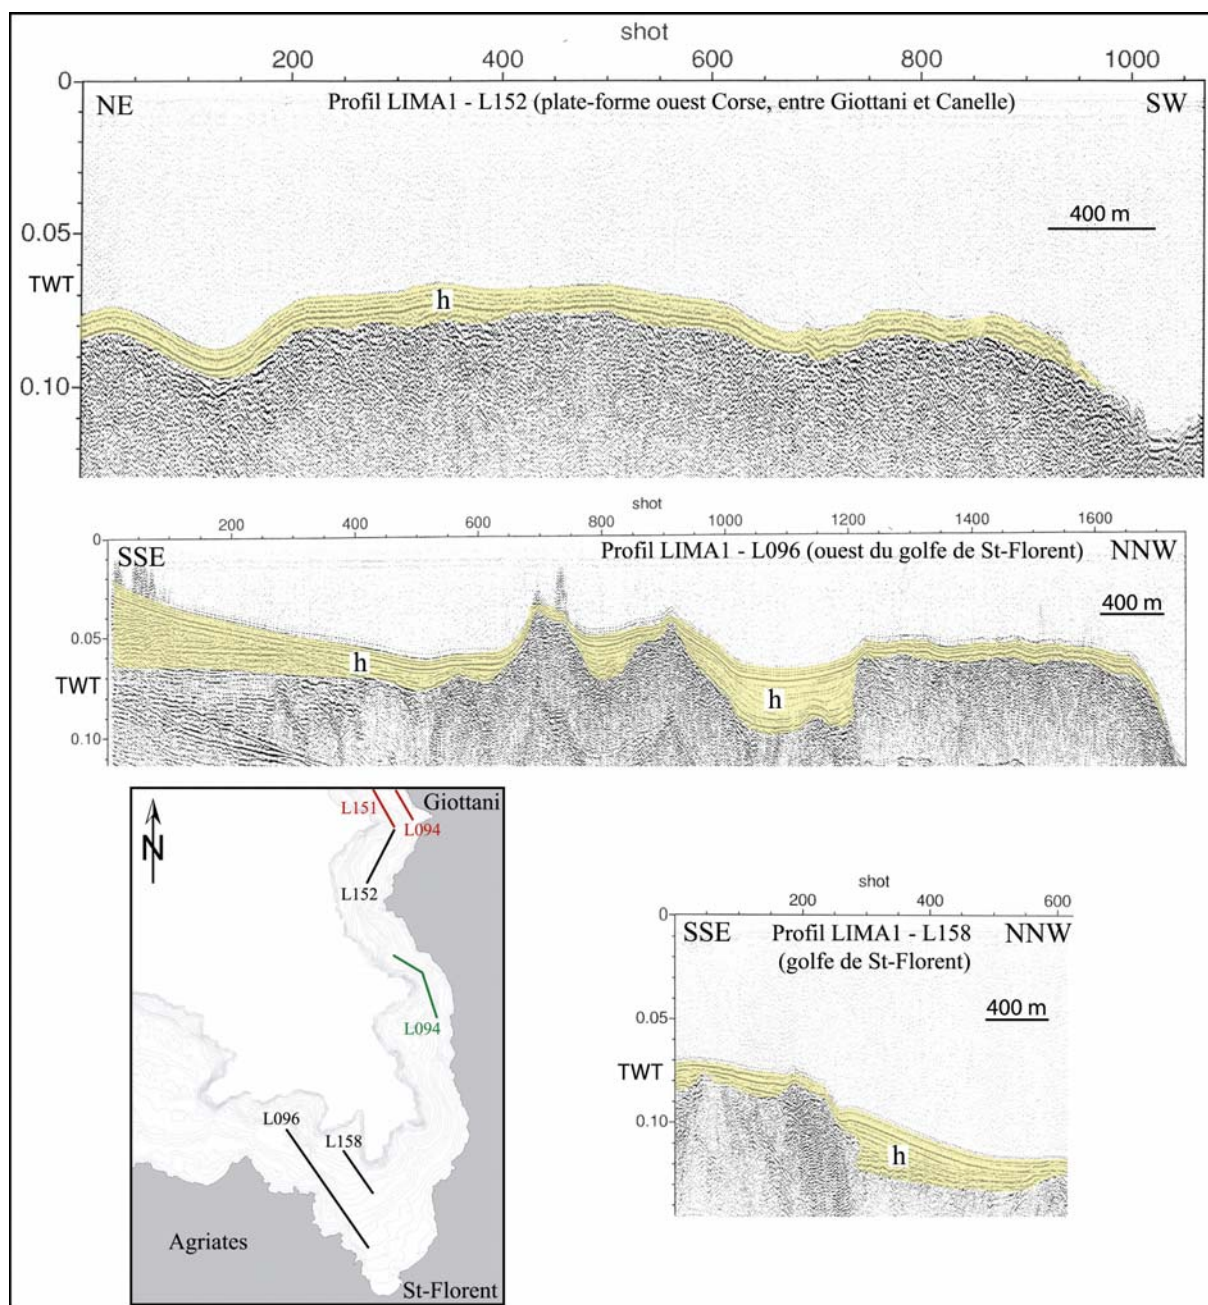 shot
200 400 600 800 1000
0
NE Profil LIMA1 - L152 (plate-forme ouest Corse, entre Giottani et Canelle) SW
400 m
0.05
TWT
h
0.10
shot
200 400 600 800 1000 1200 1400 1600
0
SSE Profil LIMA1 - L096 (ouest du golfe de St-Florent) NNW
400 m
0.05
h
TWT
h
0.10
L151 Giottani
N L094
L152
L094
L096
L158
Agriates
St-Florent
shot
200 400 600
0
SSE Profil LIMA1 - L158 NNW
(golfe de St-Florent)
400 m
0.05
TWT
0.10
h